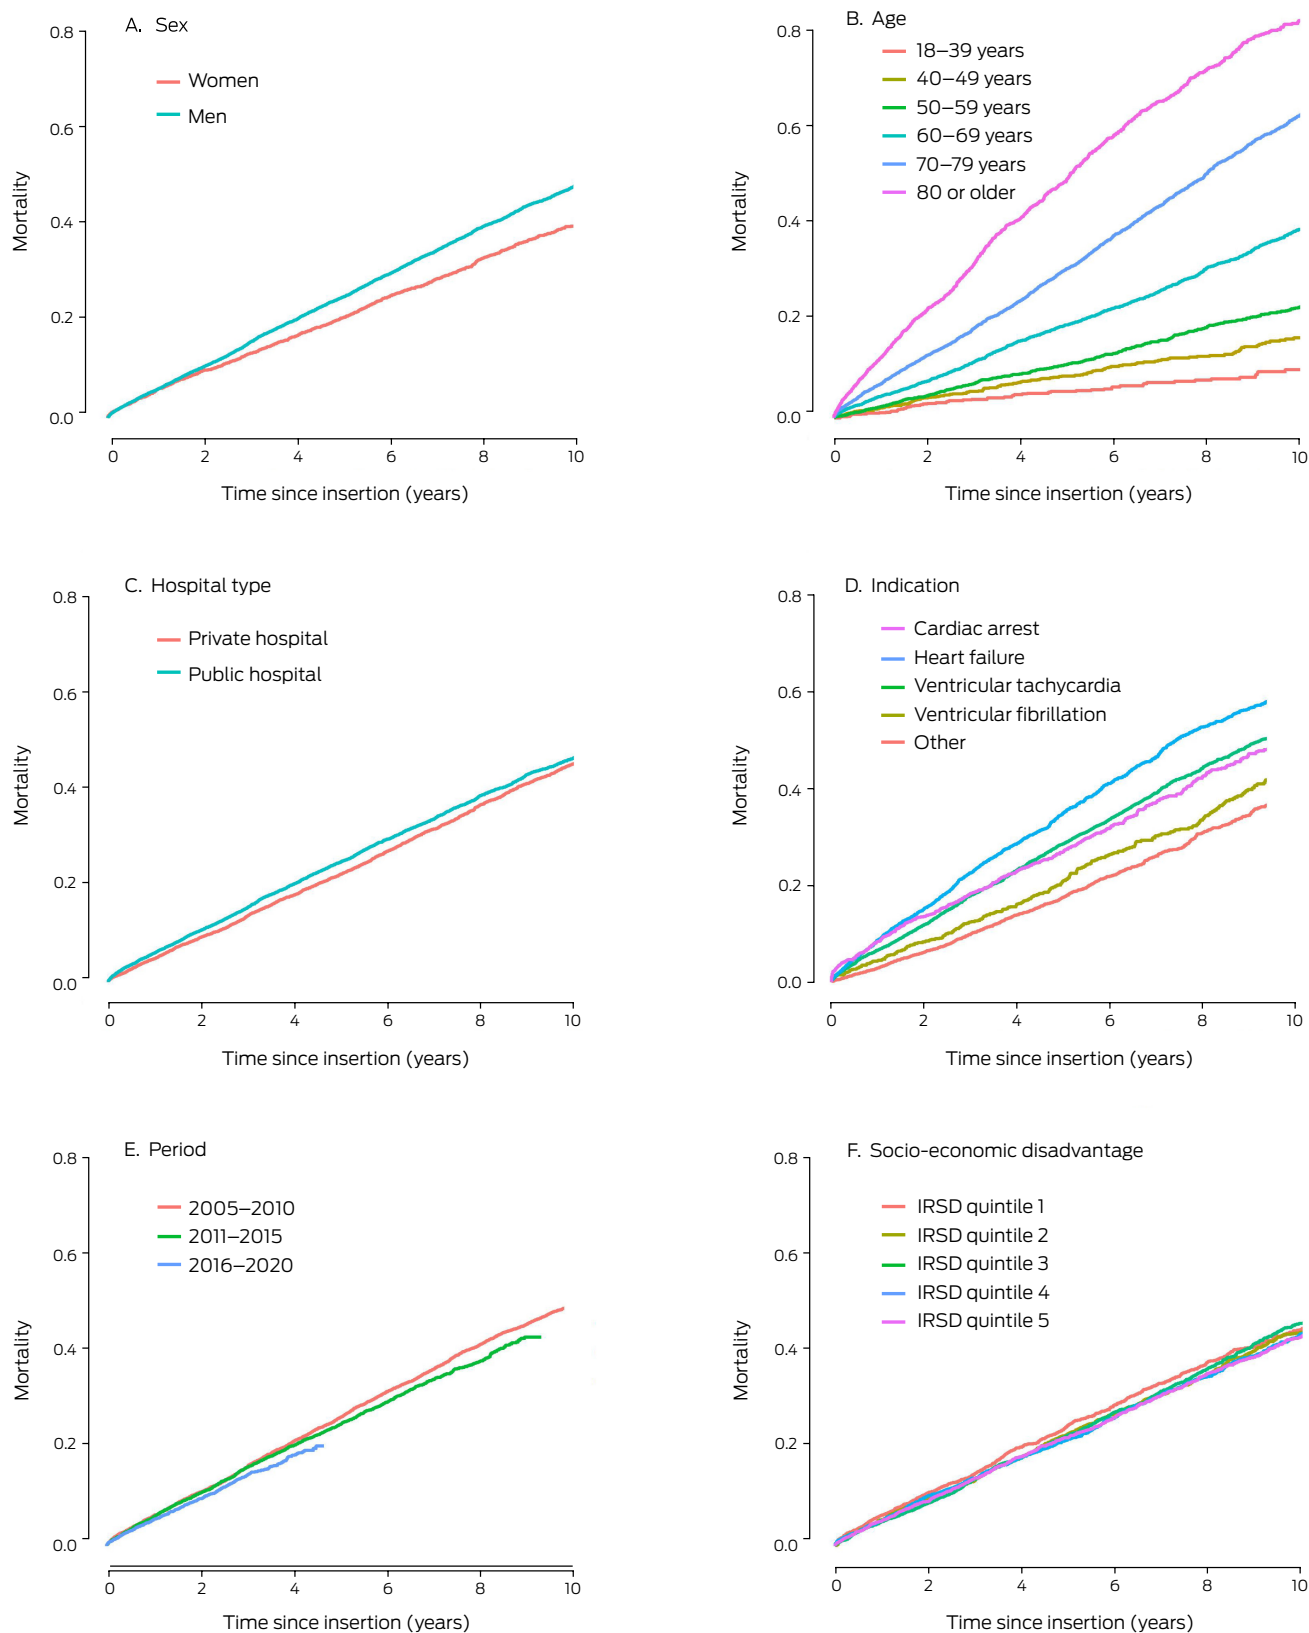 A. Sex
Women
Men
Mortality
0.8
0.6
0.4
0.2
0.0
0 2 4 6 8 10
Time since insertion (years)
B. Age
18–39 years
40–49 years
50–59 years
60–69 years
70–79 years
80 or older
Mortality
0.8
0.6
0.4
0.2
0.0
0 2 4 6 8 10
Time since insertion (years)
C. Hospital type
Private hospital
Public hospital
Mortality
0.8
0.6
0.4
0.2
0.0
0 2 4 6 8 10
Time since insertion (years)
D. Indication
Cardiac arrest
Heart failure
Ventricular tachycardia
Ventricular fibrillation
Other
Mortality
0.8
0.6
0.4
0.2
0.0
0 2 4 6 8 10
Time since insertion (years)
E. Period
2005–2010
2011–2015
2016–2020
Mortality
0.8
0.6
0.4
0.2
0.0
0 2 4 6 8 10
Time since insertion (years)
F. Socio-economic disadvantage
IRSD quintile 1
IRSD quintile 2
IRSD quintile 3
IRSD quintile 4
IRSD quintile 5
Mortality
0.8
0.6
0.4
0.2
0.0
0 2 4 6 8 10
Time since insertion (years)